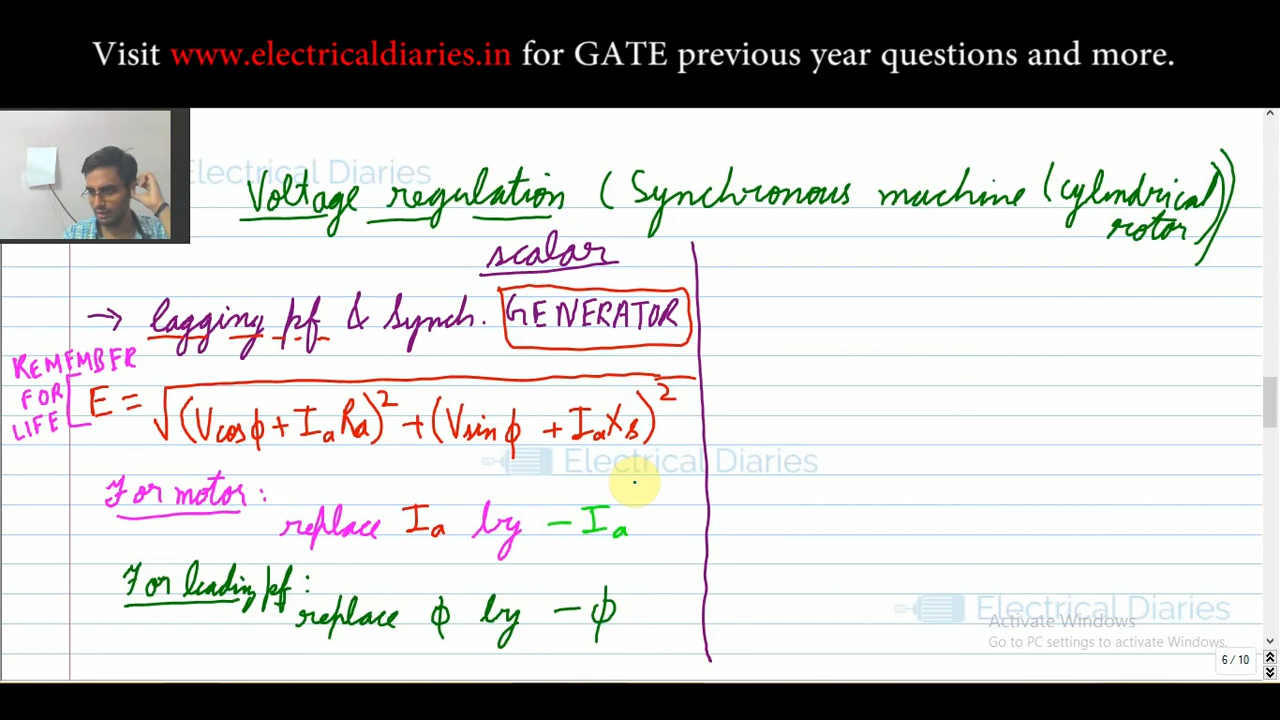 Visit www.electricaldiaries.in for GATE previous year questions and more.
Electrical Diaries
Voltage regulation (Synchronous machine (cylindrical rotor))
scalar
→ lagging pf & Synch. GENERATOR
REMEMBER
FOR
LIFE
E = √(Vcosϕ + IₐRₐ)² + (Vsinϕ + IₐXₛ)²
Electrical Diaries
For motor:
replace Iₐ by – Iₐ
For leading pf:
replace ϕ by – ϕ
Electrical Diaries
Activate Windows
Go to PC settings to activate Windows.
6 / 10